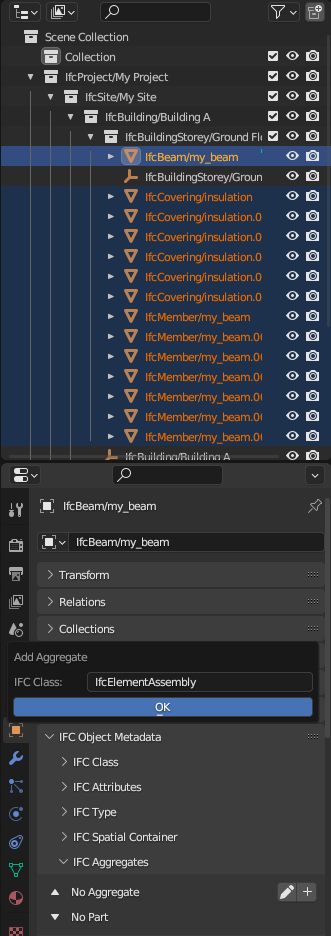 Scene Collection
Collection
IfcProject/My Project
IfcSite/My Site
IfcBuilding/Building A
IfcBuildingStorey/Ground Fl
IfcBeam/my_beam
IfcBuildingStorey/Groun
IfcCovering/insulation
IfcCovering/insulation.0
IfcCovering/insulation.0
IfcCovering/insulation.0
IfcCovering/insulation.0
IfcCovering/insulation.0
IfcMember/my_beam
IfcMember/my_beam.0
IfcMember/my_beam.0
IfcMember/my_beam.0
IfcMember/my_beam.0
IfcMember/my_beam.0
IfcMember/my_beam.0
IfcBuilding/Building A
IfcBeam/my_beam
IfcBeam/my_beam
Transform
Relations
Collections
Add Aggregate
IFC Class: IfcElementAssembly
OK
IFC Object Metadata
IFC Class
IFC Attributes
IFC Type
IFC Spatial Container
IFC Aggregates
No Aggregate
No Part